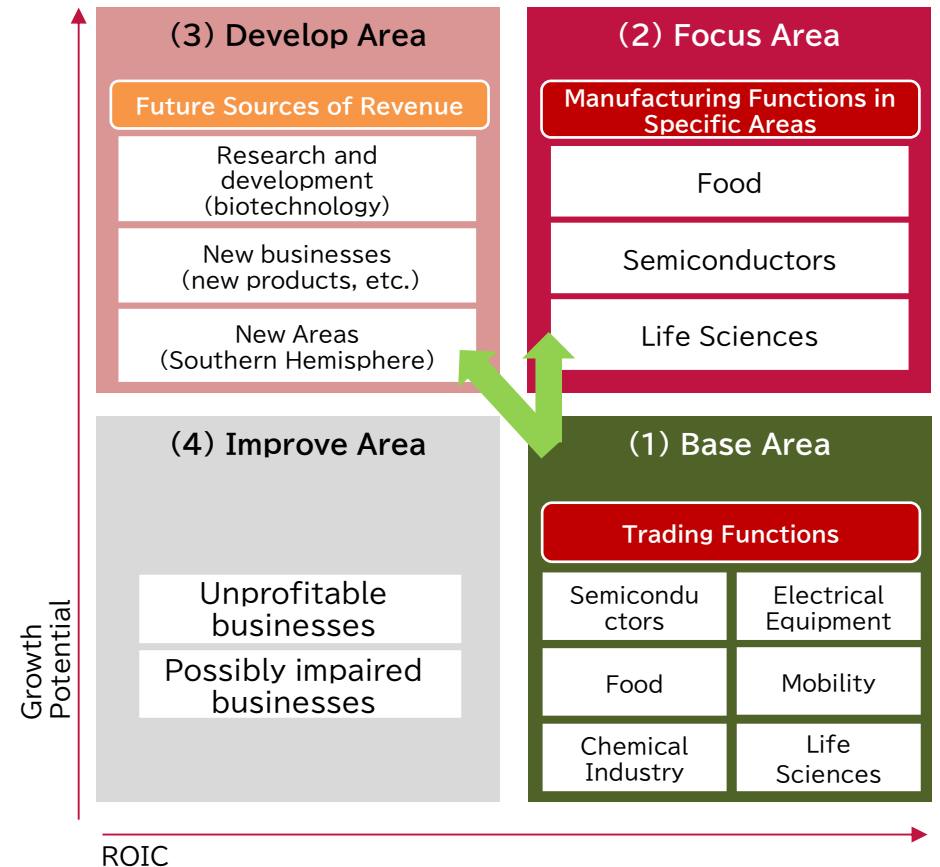 (3) Develop Area
Future Sources of Revenue
Research and
development
(biotechnology)
New businesses
(new products, etc.)
New Areas
(Southern Hemisphere)
(2) Focus Area
Manufacturing Functions in
Specific Areas
Food
Semiconductors
Life Sciences
(4) Improve Area
Unprofitable
businesses
Possibly impaired
businesses
(1) Base Area
Trading Functions
Semicondu
ctors
Electrical
Equipment
Food
Mobility
Chemical
Industry
Life
Sciences
Growth
Potential
ROIC